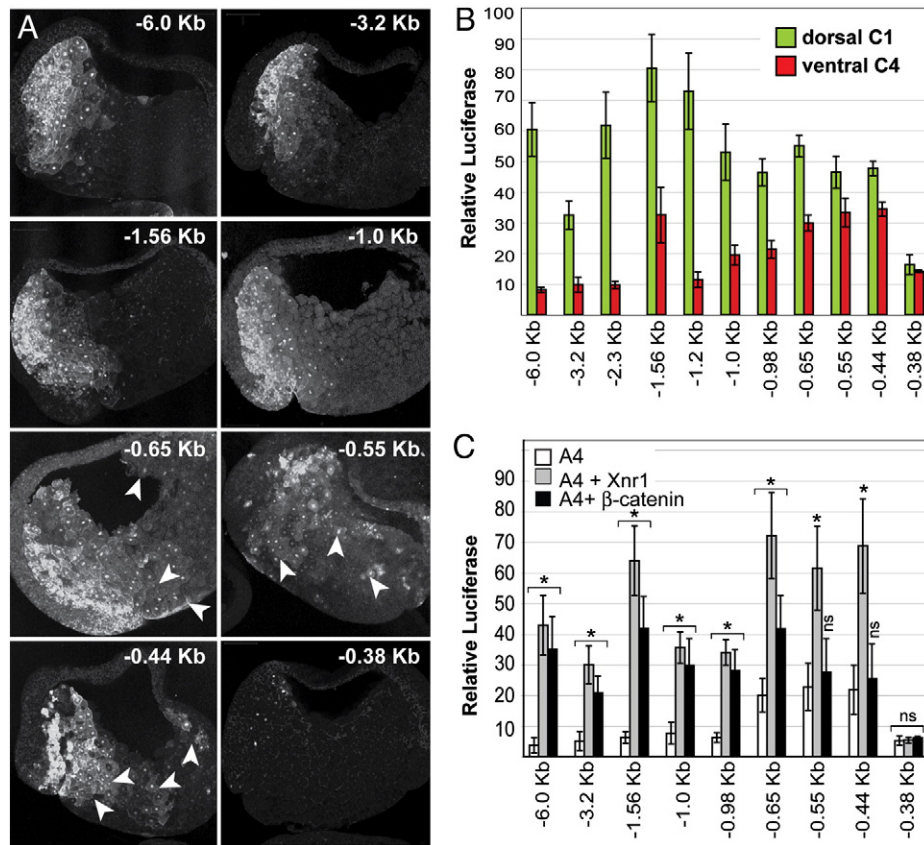 A
-6.0 Kb
-3.2 Kb
-1.56 Kb
-1.0 Kb
-0.65 Kb
-0.55 Kb
-0.44 Kb
-0.38 Kb
B
Relative Luciferase
100
90
80
70
60
50
40
30
20
10
dorsal C1
ventral C4
-6.0 Kb
-3.2 Kb
-2.3 Kb
-1.56 Kb
-1.2 Kb
-1.0 Kb
-0.98 Kb
-0.65 Kb
-0.55 Kb
-0.44 Kb
-0.38 Kb
C
Relative Luciferase
90
80
70
60
50
40
30
20
10
A4
A4 + Xnr1
A4+ β-catenin
*
*
*
*
*
*
*
ns
*
ns
ns
-6.0 Kb
-3.2 Kb
-1.56 Kb
-1.0 Kb
-0.98 Kb
-0.65 Kb
-0.55 Kb
-0.44 Kb
-0.38 Kb